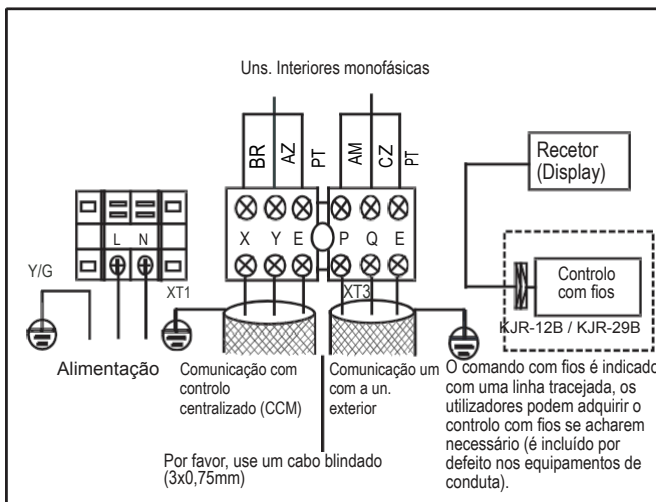 Uns. Interiores monofásicas
BR
AZ
PT
AM
CZ
PT
Recetor
(Display)
X Y E P Q E
L N
Y/G
XT1
XT3
Controlo
com fios
KJR-12B / KJR-29B
Alimentação
Comunicação com
controlo
centralizado (CCM)
Comunicação um
com a un.
exterior
O comando com fios é indicado
com uma linha tracejada, os
utilizadores podem adquirir o
controlo com fios se acharem
necessário (é incluído por
defeito nos equipamentos de
conduta).
Por favor, use um cabo blindado
(3x0,75mm)